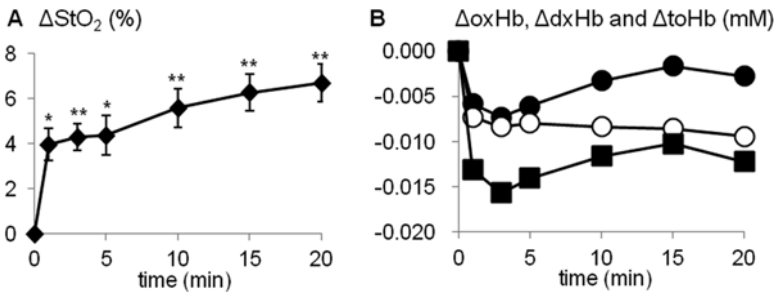 A ΔStO₂ (%)
8
6
4
2
0
* ** * ** ** **
0 5 10 15 20
time (min)
B ΔoxHb, ΔdxHb and ΔtoHb (mM)
0.000
-0.005
-0.010
-0.015
-0.020
0 5 10 15 20
time (min)